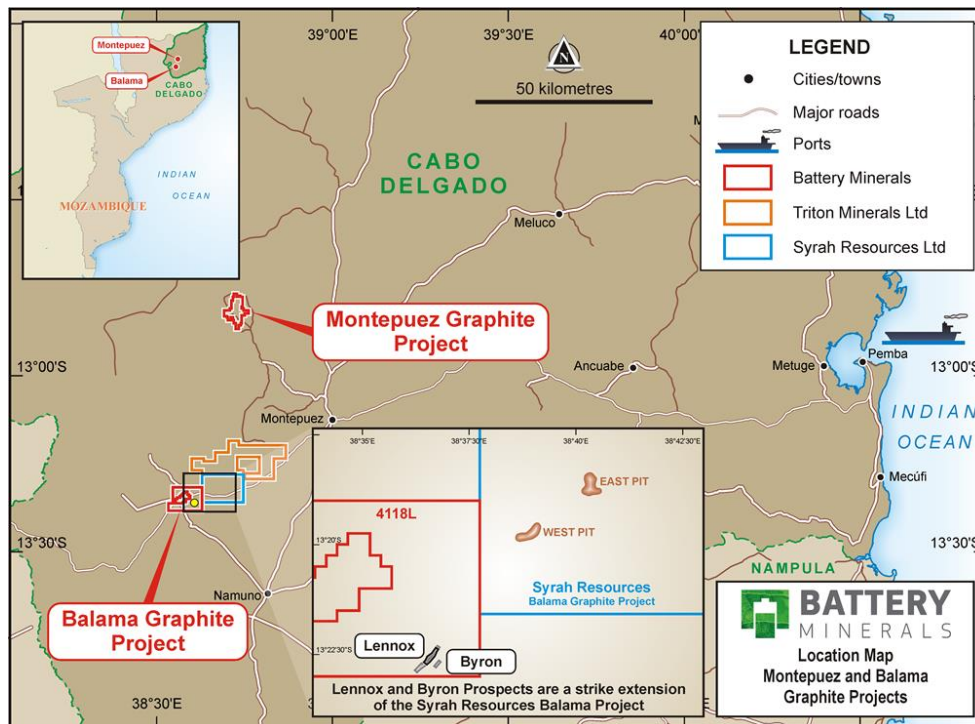 39°00'E
39°30'E
40°00'E
Montepuez
Balama
CABO
DELGADO
INDIAN
OCEAN
MOZAMBIQUE
N
50 kilometres
LEGEND
Cities/towns
Major roads
Ports
Battery Minerals
Triton Minerals Ltd
Syrah Resources Ltd
CABO
DELGADO
Meluco
Montepuez Graphite
Project
13°00'S
13°00'S
Ancuabe
Metuge
Pemba
Montepuez
INDIAN
OCEAN
Mecúfi
38°35'E
38°37'30"E
38°40'E
38°42'30"E
EAST PIT
4118L
WEST PIT
13°20'S
13°30'S
13°30'S
NAMPULA
Syrah Resources
Balama Graphite Project
Namuno
Balama Graphite
Project
Lennox
Byron
13°22'30"S
Lennox and Byron Prospects are a strike extension
of the Syrah Resources Balama Project
38°30'E
BATTERY
MINERALS
Location Map
Montepuez and Balama
Graphite Projects